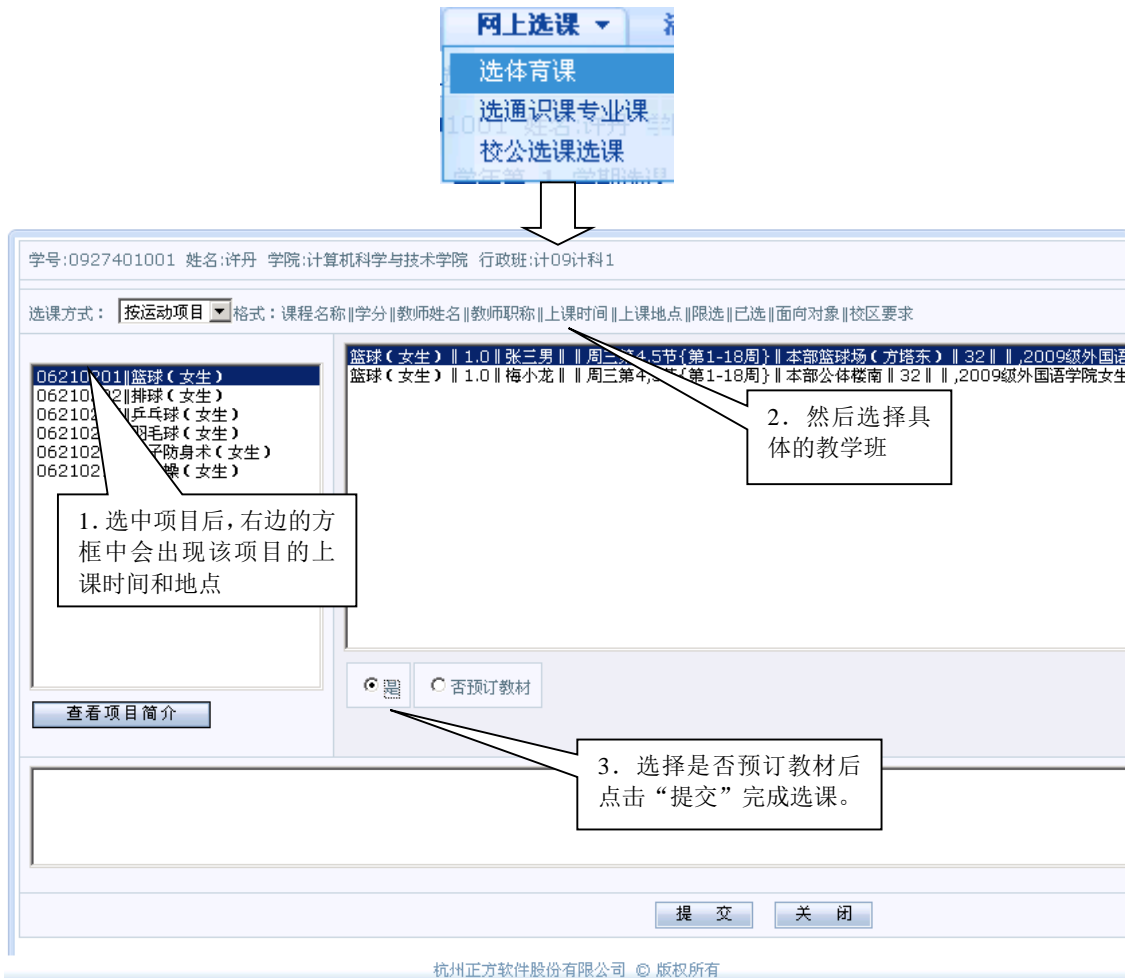 网上选课
选体育课
选通识课专业课
校公选课选课
学号:0927401001 姓名:许丹 学院:计算机科学与技术学院 行政班:计09计科1
选课方式： 按运动项目 格式：课程名称‖学分‖教师姓名‖教师职称‖上课时间‖上课地点‖限选‖已选‖面向对象‖校区要求
06210201‖篮球(女生)
‖排球(女生)
‖乒乓球(女生)
羽毛球(女生)
子防身术(女生)
操(女生)
篮球(女生)‖1.0‖张三男‖‖周三第4,5节{第1-18周}‖本部篮球场(方塔东)‖32‖‖,2009级外国语
篮球(女生)‖1.0‖梅小龙‖‖周三第4,5节{第1-18周}‖本部公体楼南‖32‖‖,2009级外国语学院女生
2．然后选择具
体的教学班
1.选中项目后,右边的方
框中会出现该项目的上
课时间和地点
是 否预订教材
查看项目简介
3．选择是否预订教材后
点击“提交”完成选课。
提 交 关 闭
杭州正方软件股份有限公司 © 版权所有